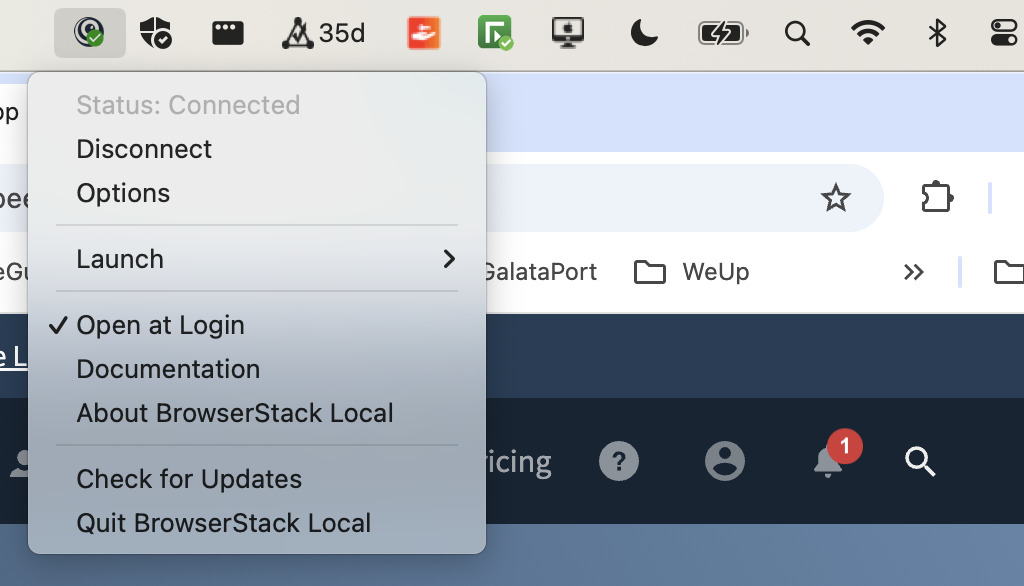 35d
Status: Connected
Disconnect
Options
Launch
GalataPort
WeUp
Open at Login
Documentation
About BrowserStack Local
ricing
?
1
Check for Updates
Quit BrowserStack Local